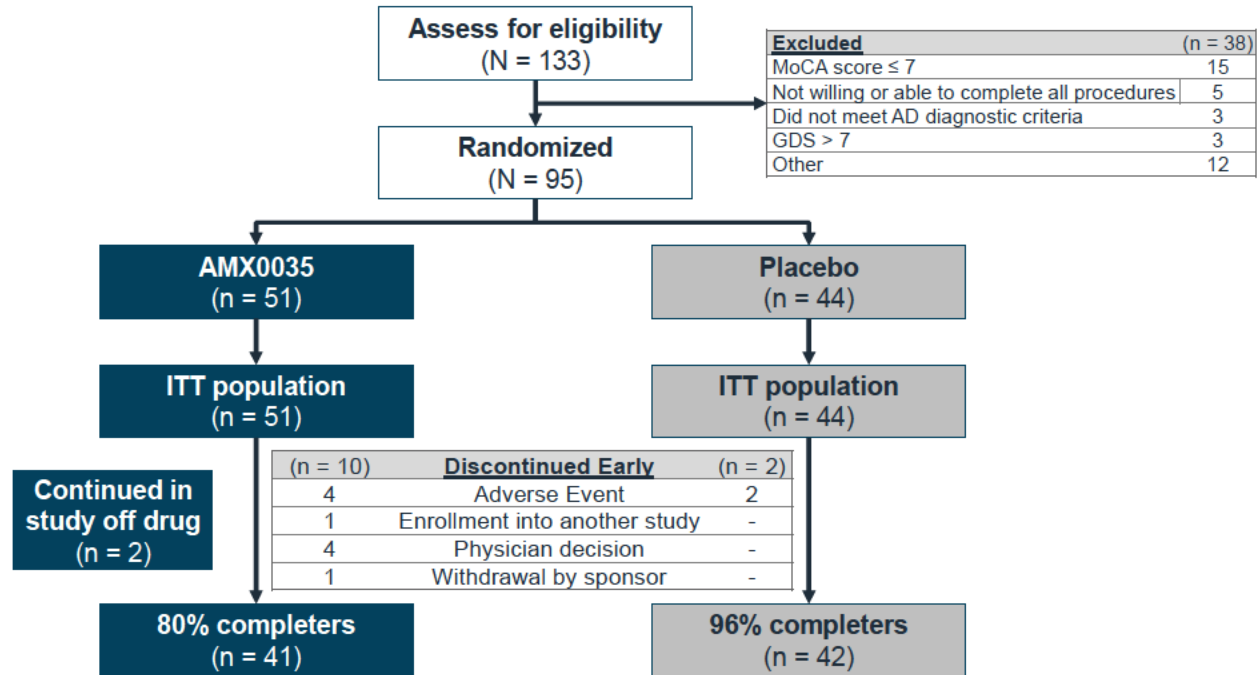 Assess for eligibility
(N = 133)
Excluded (n = 38)
MoCA score ≤ 7 15
Not willing or able to complete all procedures 5
Did not meet AD diagnostic criteria 3
GDS > 7 3
Other 12
Randomized
(N = 95)
AMX0035
(n = 51)
Placebo
(n = 44)
ITT population
(n = 51)
ITT population
(n = 44)
(n = 10) Discontinued Early (n = 2)
4 Adverse Event 2
1 Enrollment into another study -
4 Physician decision -
1 Withdrawal by sponsor -
Continued in
study off drug
(n = 2)
80% completers
(n = 41)
96% completers
(n = 42)